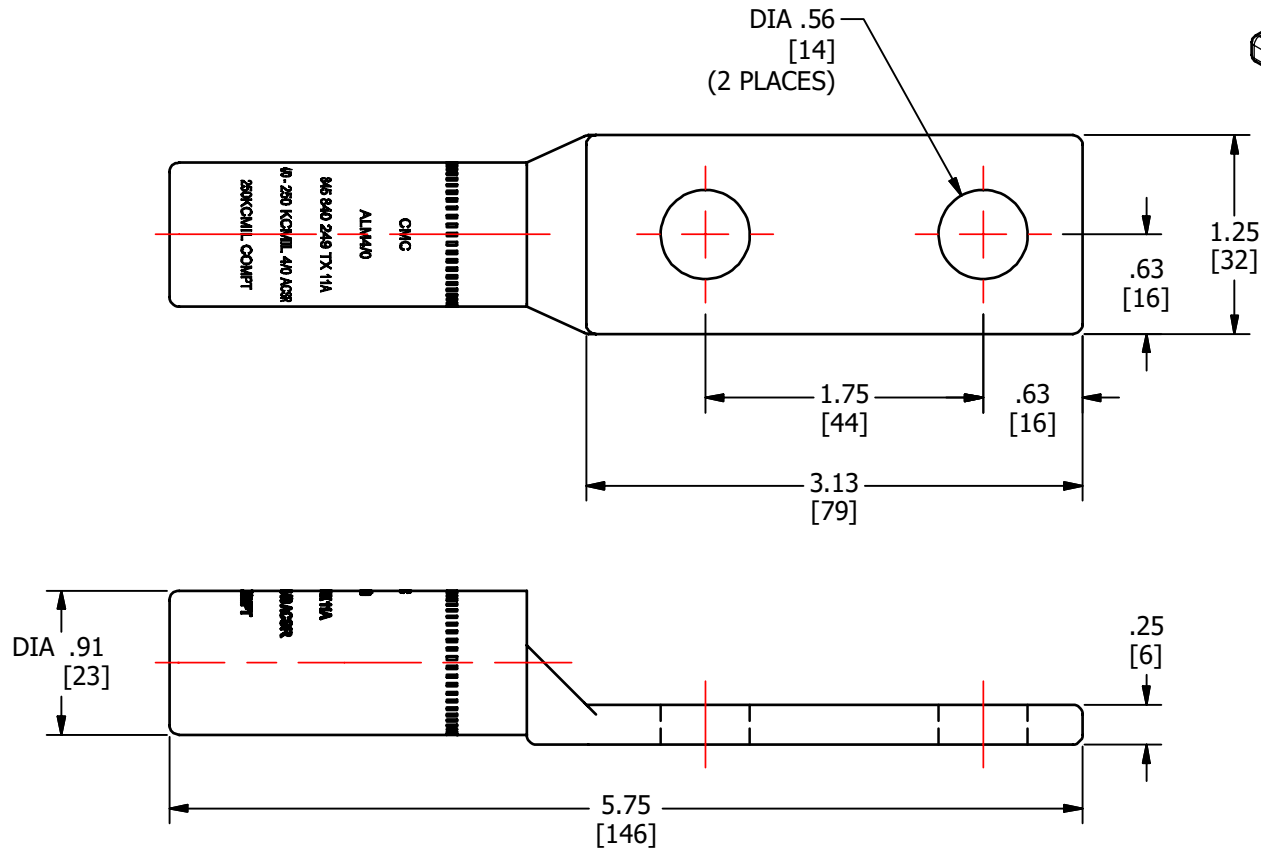 DIA .56
[14]
(2 PLACES)
CMC
ALM4/0
845 840 249 TX 11A
4/0 - 250 KCMIL 4/0 ACSR
250KCMIL COMPT
1.25
[32]
.63
[16]
1.75
[44]
.63
[16]
3.13
[79]
DIA .91
[23]
.25
[6]
5.75
[146]